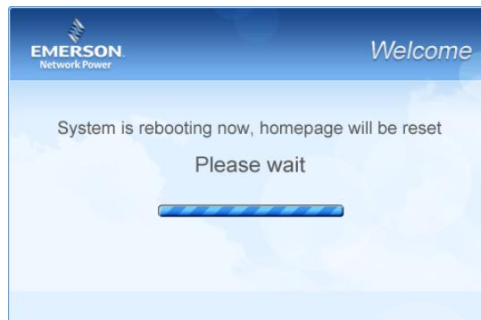 EMERSON.
Network Power
Welcome
System is rebooting now, homepage will be reset
Please wait